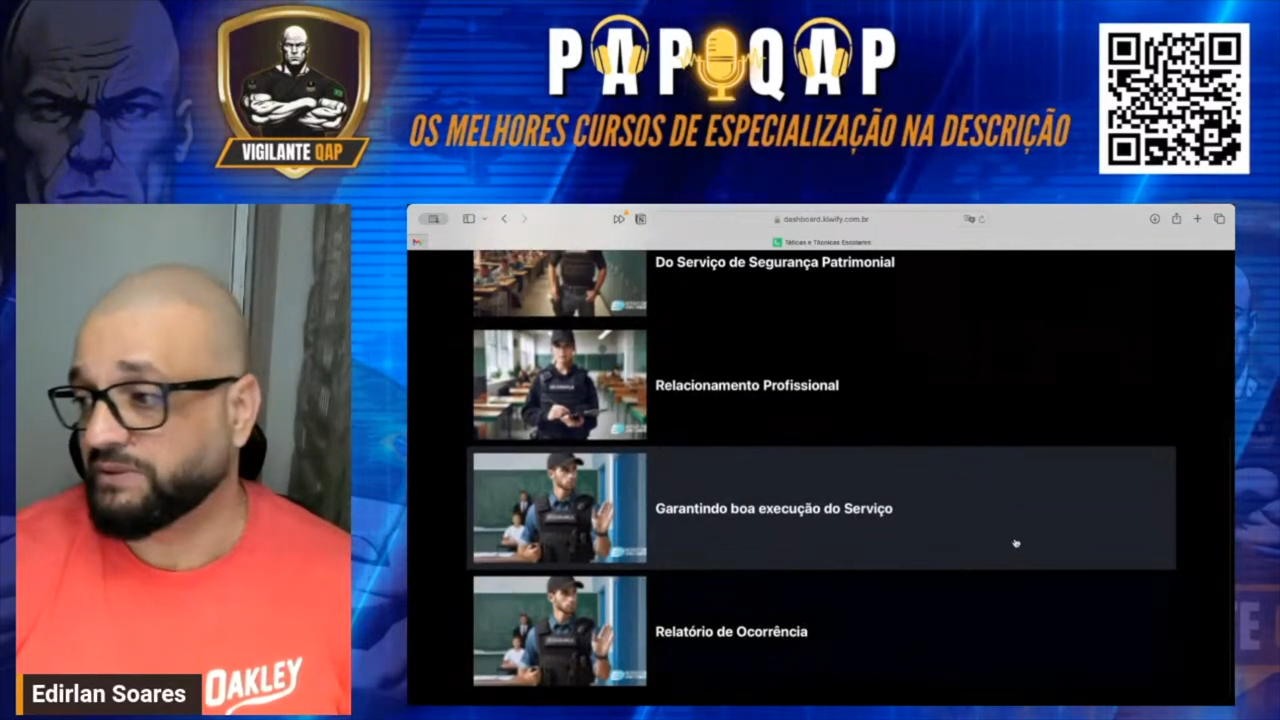 PAPOQAP
OS MELHORES CURSOS DE ESPECIALIZAÇÃO NA DESCRIÇÃO
VIGILANTE QAP
dashboard.kiwify.com.br
Táticas e Técnicas Escolares
Do Serviço de Segurança Patrimonial
Relacionamento Profissional
Garantindo boa execução do Serviço
Relatório de Ocorrência
Edirlan Soares
OAKLEY